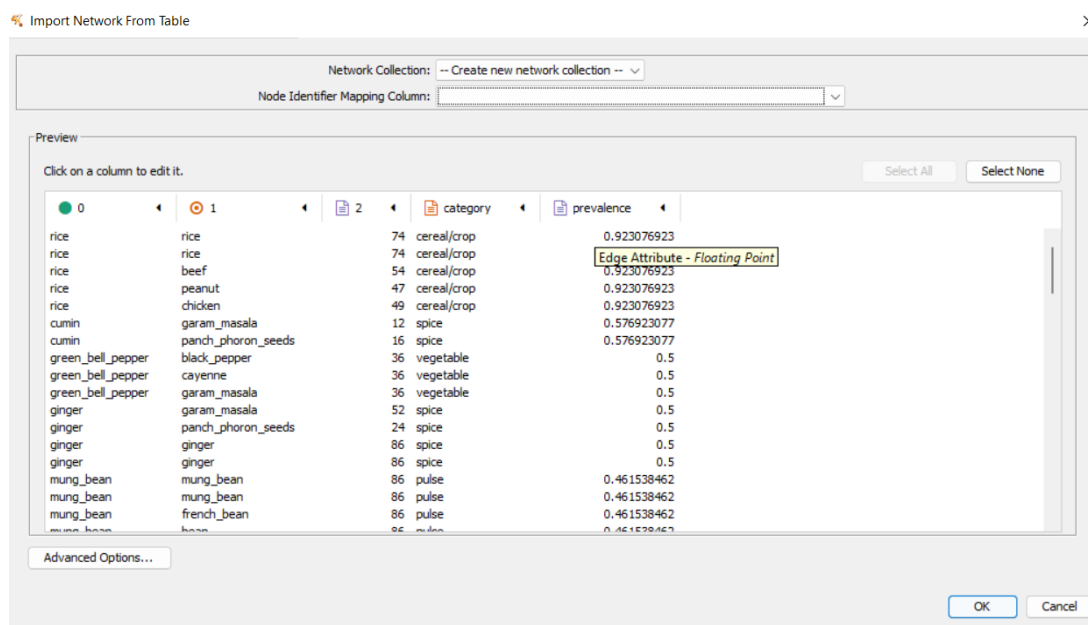 Import Network From Table
Network Collection: -- Create new network collection --
Node Identifier Mapping Column:
Preview
Click on a column to edit it.
Select All Select None
0 1 2 category prevalence
rice rice 74 cereal/crop 0.923076923
rice rice 74 cereal/crop
Edge Attribute - Floating Point
rice beef 54 cereal/crop 0.923076923
rice peanut 47 cereal/crop 0.923076923
rice chicken 49 cereal/crop 0.923076923
cumin garam_masala 12 spice 0.576923077
cumin panch_phoron_seeds 16 spice 0.576923077
green_bell_pepper black_pepper 36 vegetable 0.5
green_bell_pepper cayenne 36 vegetable 0.5
green_bell_pepper garam_masala 36 vegetable 0.5
ginger garam_masala 52 spice 0.5
ginger panch_phoron_seeds 24 spice 0.5
ginger ginger 86 spice 0.5
ginger ginger 86 spice 0.5
mung_bean mung_bean 86 pulse 0.461538462
mung_bean mung_bean 86 pulse 0.461538462
mung_bean french_bean 86 pulse 0.461538462
mung_bean bean 86 pulse 0.461538462
Advanced Options...
OK Cancel